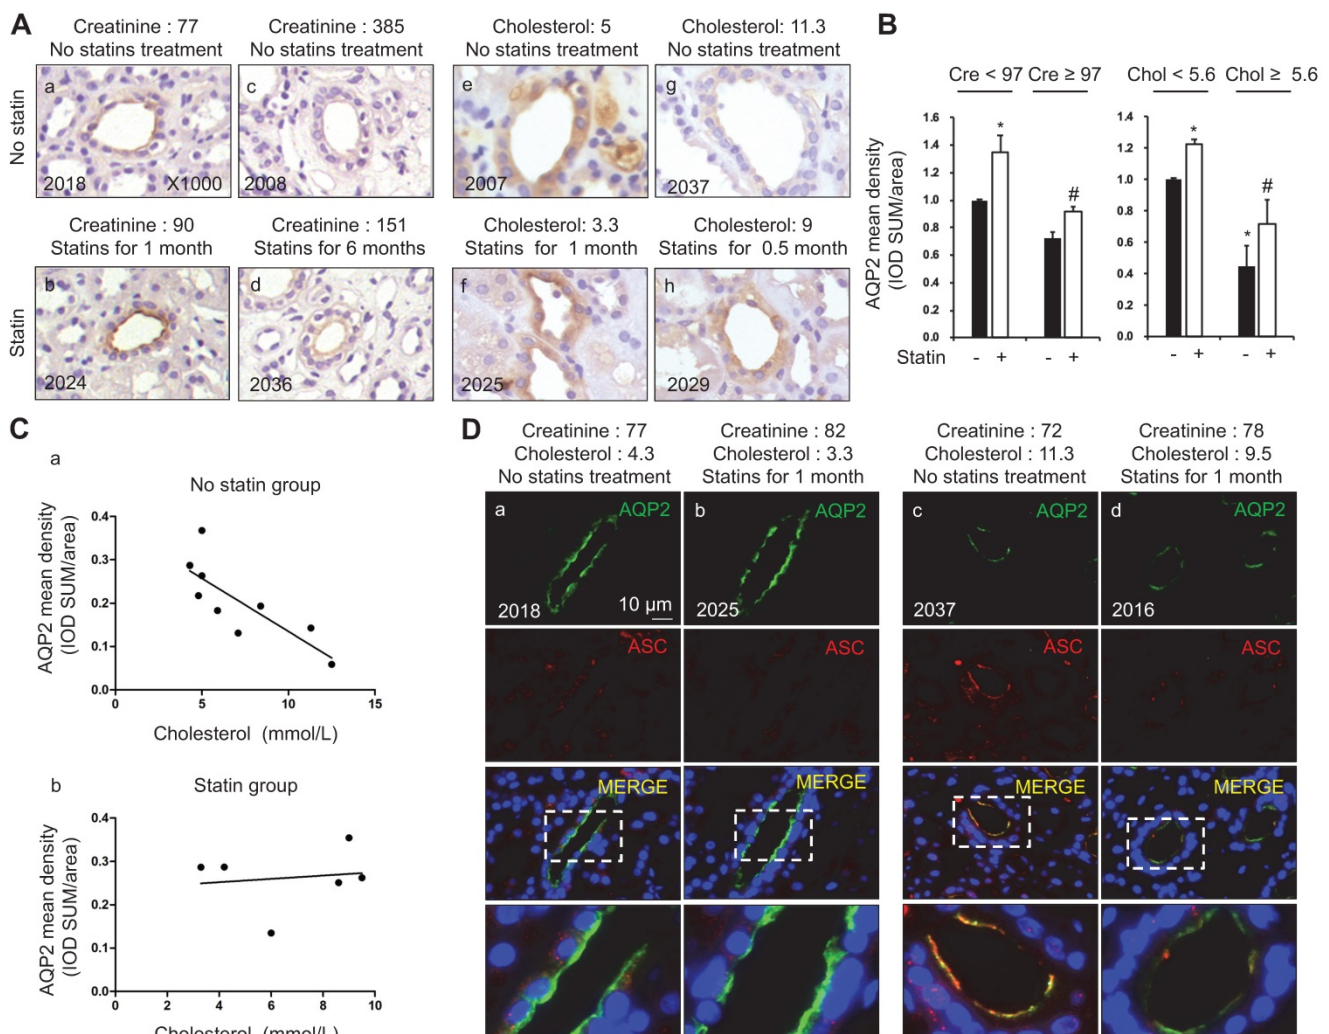 A
Creatinine : 77
No statins treatment
Creatinine : 385
No statins treatment
Cholesterol: 5
No statins treatment
Cholesterol: 11.3
No statins treatment
No statin
a
2018
X1000
c
2008
e
2007
g
2037
Creatinine : 90
Statins for 1 month
Creatinine : 151
Statins for 6 months
Cholesterol: 3.3
Statins for 1 month
Cholesterol: 9
Statins for 0.5 month
Statin
b
2024
d
2036
f
2025
h
2029
B
Cre < 97 Cre ≥ 97
Chol < 5.6 Chol ≥ 5.6
AQP2 mean density
(IOD SUM/area)
1.6
1.4
1.2
1.0
0.8
0.6
0.4
0.2
0.0
*
#
1.4
1.2
1.0
0.8
0.6
0.4
0.2
0.0
*
*
#
Statin - + - + - + - +
C
a
No statin group
AQP2 mean density
(IOD SUM/area)
0.4
0.3
0.2
0.1
0.0
0 5 10 15
Cholesterol (mmol/L)
b
Statin group
AQP2 mean density
(IOD SUM/area)
0.4
0.3
0.2
0.1
0.0
0 2 4 6 8 10
Cholesterol (mmol/L)
D
Creatinine : 77
Cholesterol : 4.3
No statins treatment
Creatinine : 82
Cholesterol : 3.3
Statins for 1 month
Creatinine : 72
Cholesterol : 11.3
No statins treatment
Creatinine : 78
Cholesterol : 9.5
Statins for 1 month
a
AQP2
2018
10 µm
b
AQP2
2025
c
AQP2
2037
d
AQP2
2016
ASC
ASC
ASC
ASC
MERGE
MERGE
MERGE
MERGE